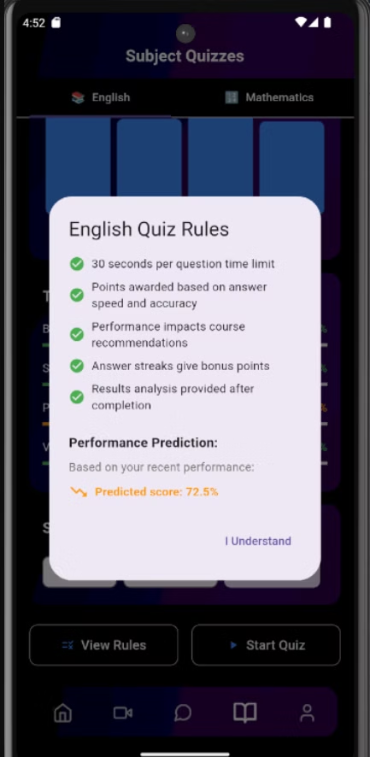 4:52
Subject Quizzes
English
Mathematics
English Quiz Rules
30 seconds per question time limit
Points awarded based on answer
speed and accuracy
Performance impacts course
recommendations
Answer streaks give bonus points
Results analysis provided after
completion
Performance Prediction:
Based on your recent performance:
Predicted score: 72.5%
I Understand
View Rules
Start Quiz